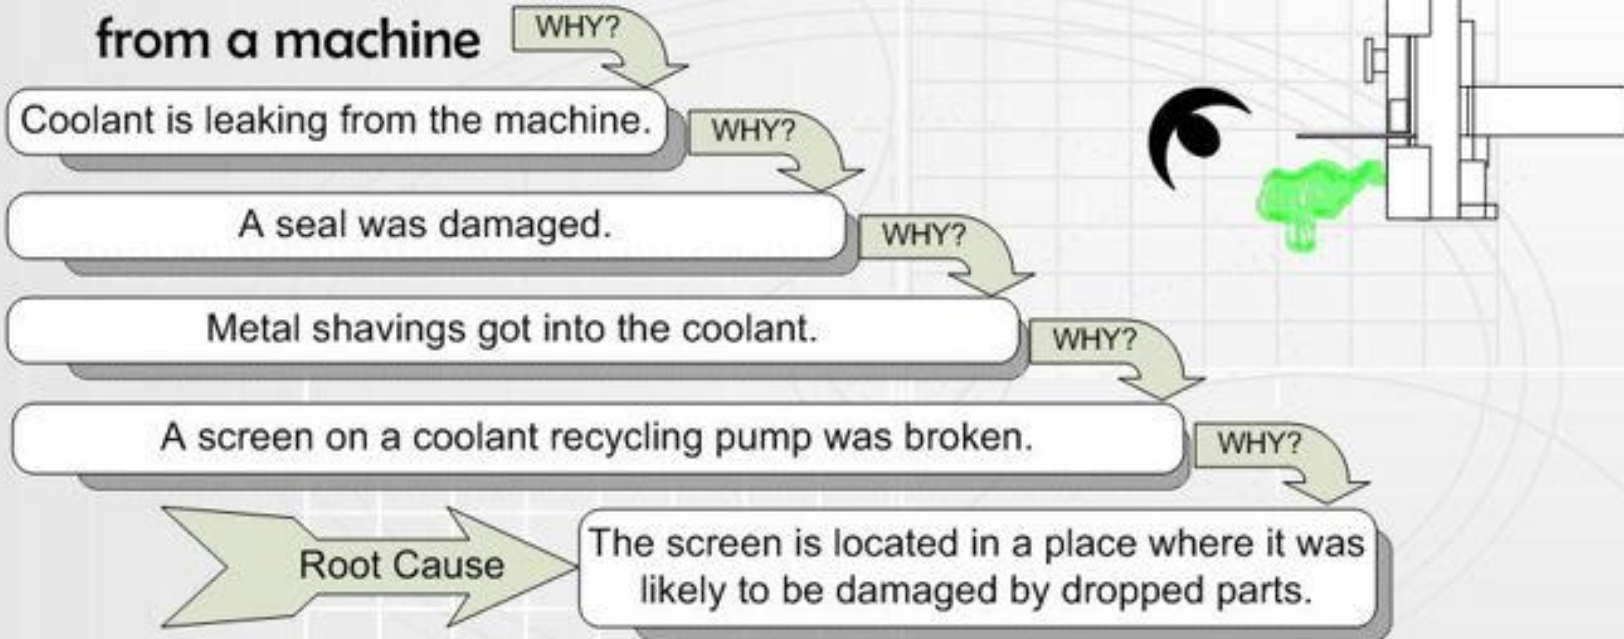 from a machine
WHY?
Coolant is leaking from the machine.
WHY?
A seal was damaged.
WHY?
Metal shavings got into the coolant.
WHY?
A screen on a coolant recycling pump was broken.
WHY?
Root Cause
The screen is located in a place where it was
likely to be damaged by dropped parts.